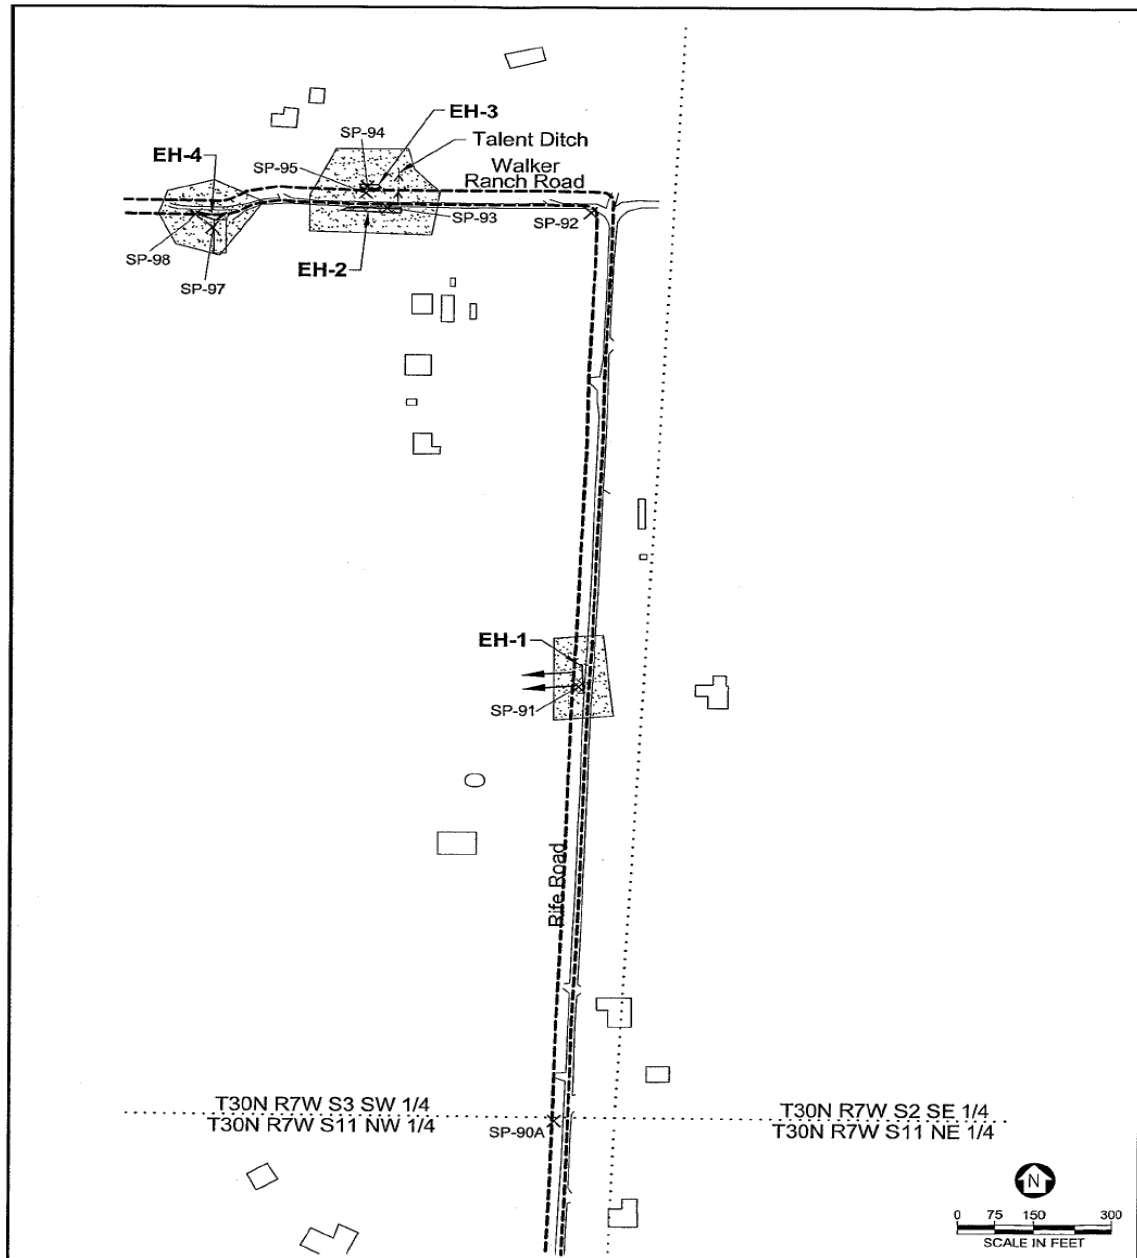 EH-3
SP-94
Talent Ditch
EH-4
SP-95
Walker
Ranch Road
SP-93
SP-92
SP-98
EH-2
SP-97
EH-1
SP-91
Rife Road
T30N R7W S3 SW 1/4
T30N R7W S2 SE 1/4
T30N R7W S11 NW 1/4
SP-90A
T30N R7W S11 NE 1/4
N
0 75 150 300
SCALE IN FEET